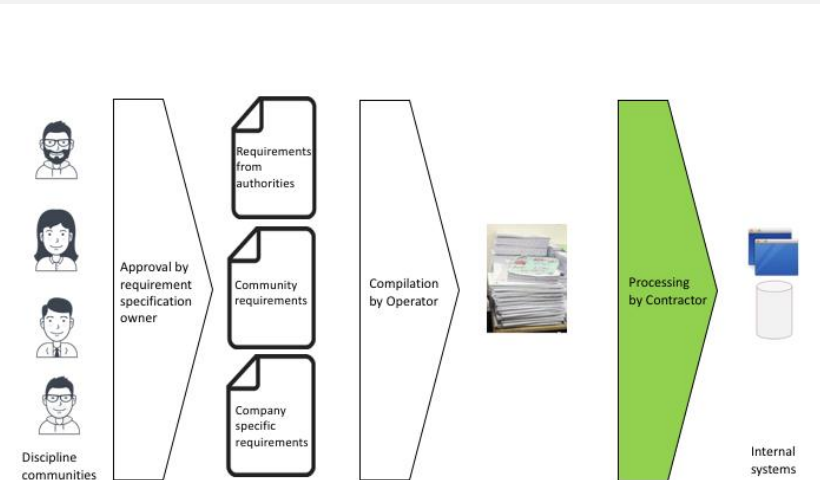 Requirements
from
authorities
Approval by
requirement
specification
owner
Community
requirements
Compilation
by Operator
Processing
by Contractor
Company
specific
requirements
Discipline
communities
Internal
systems